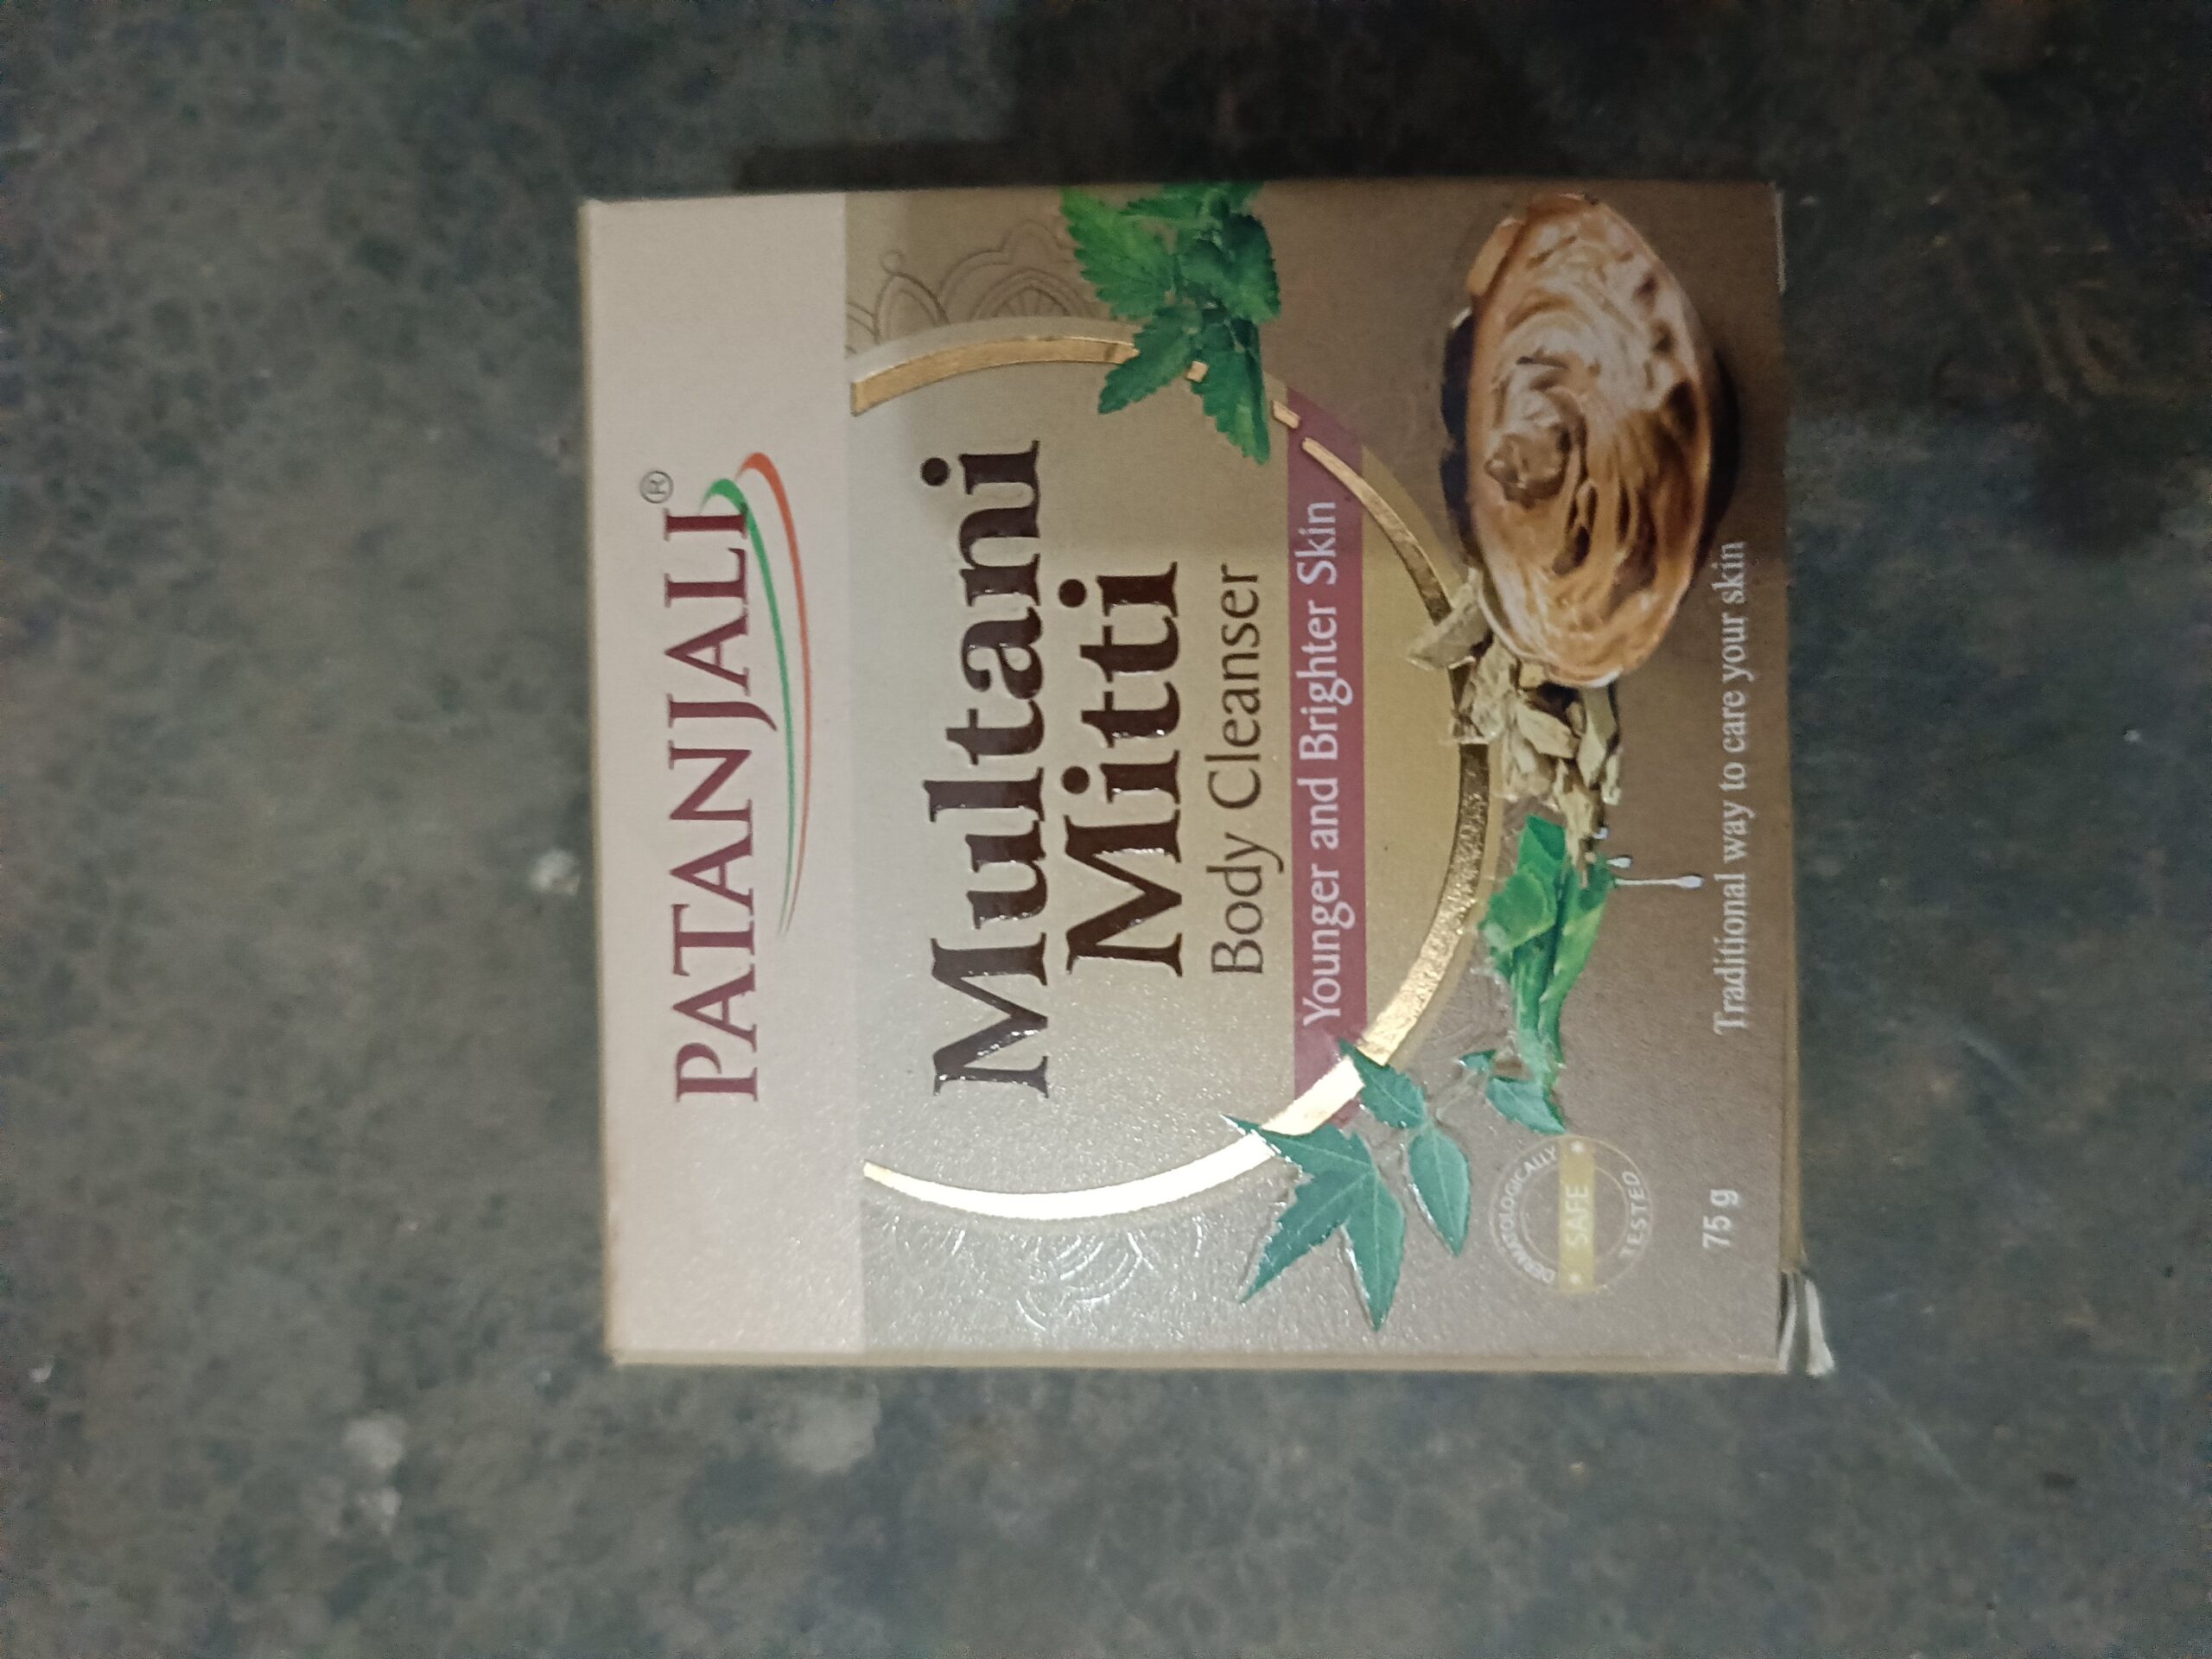 PATANJALI®
Multani
Mitti
Body Cleanser
Younger and Brighter Skin
DERMATOLOGICALLY
SAFE
TESTED
75 g
Traditional way to care your skin